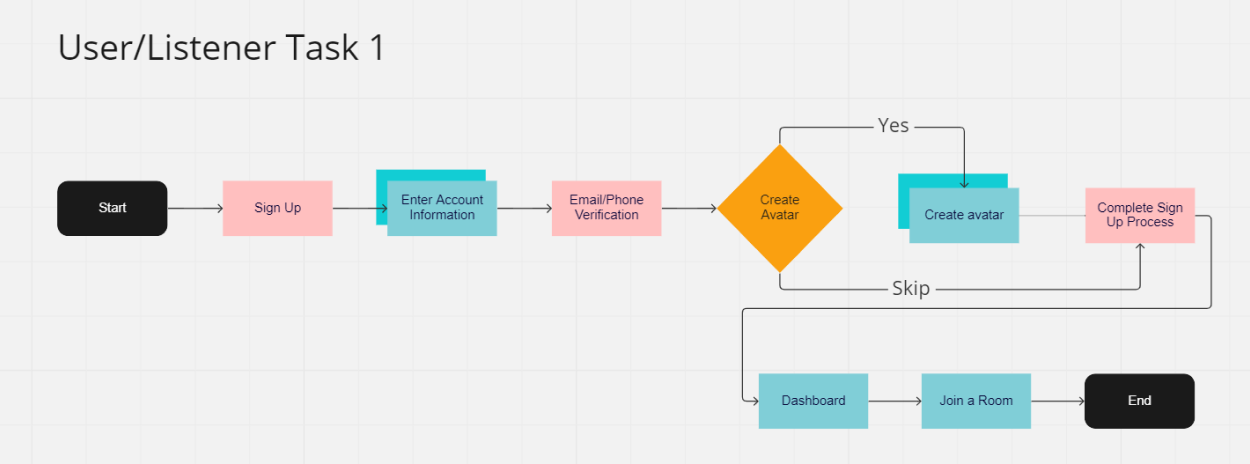 User/Listener Task 1
Start
Sign Up
Enter Account
Information
Email/Phone
Verification
Create
Avatar
Yes
Create avatar
Skip
Complete Sign
Up Process
Dashboard
Join a Room
End